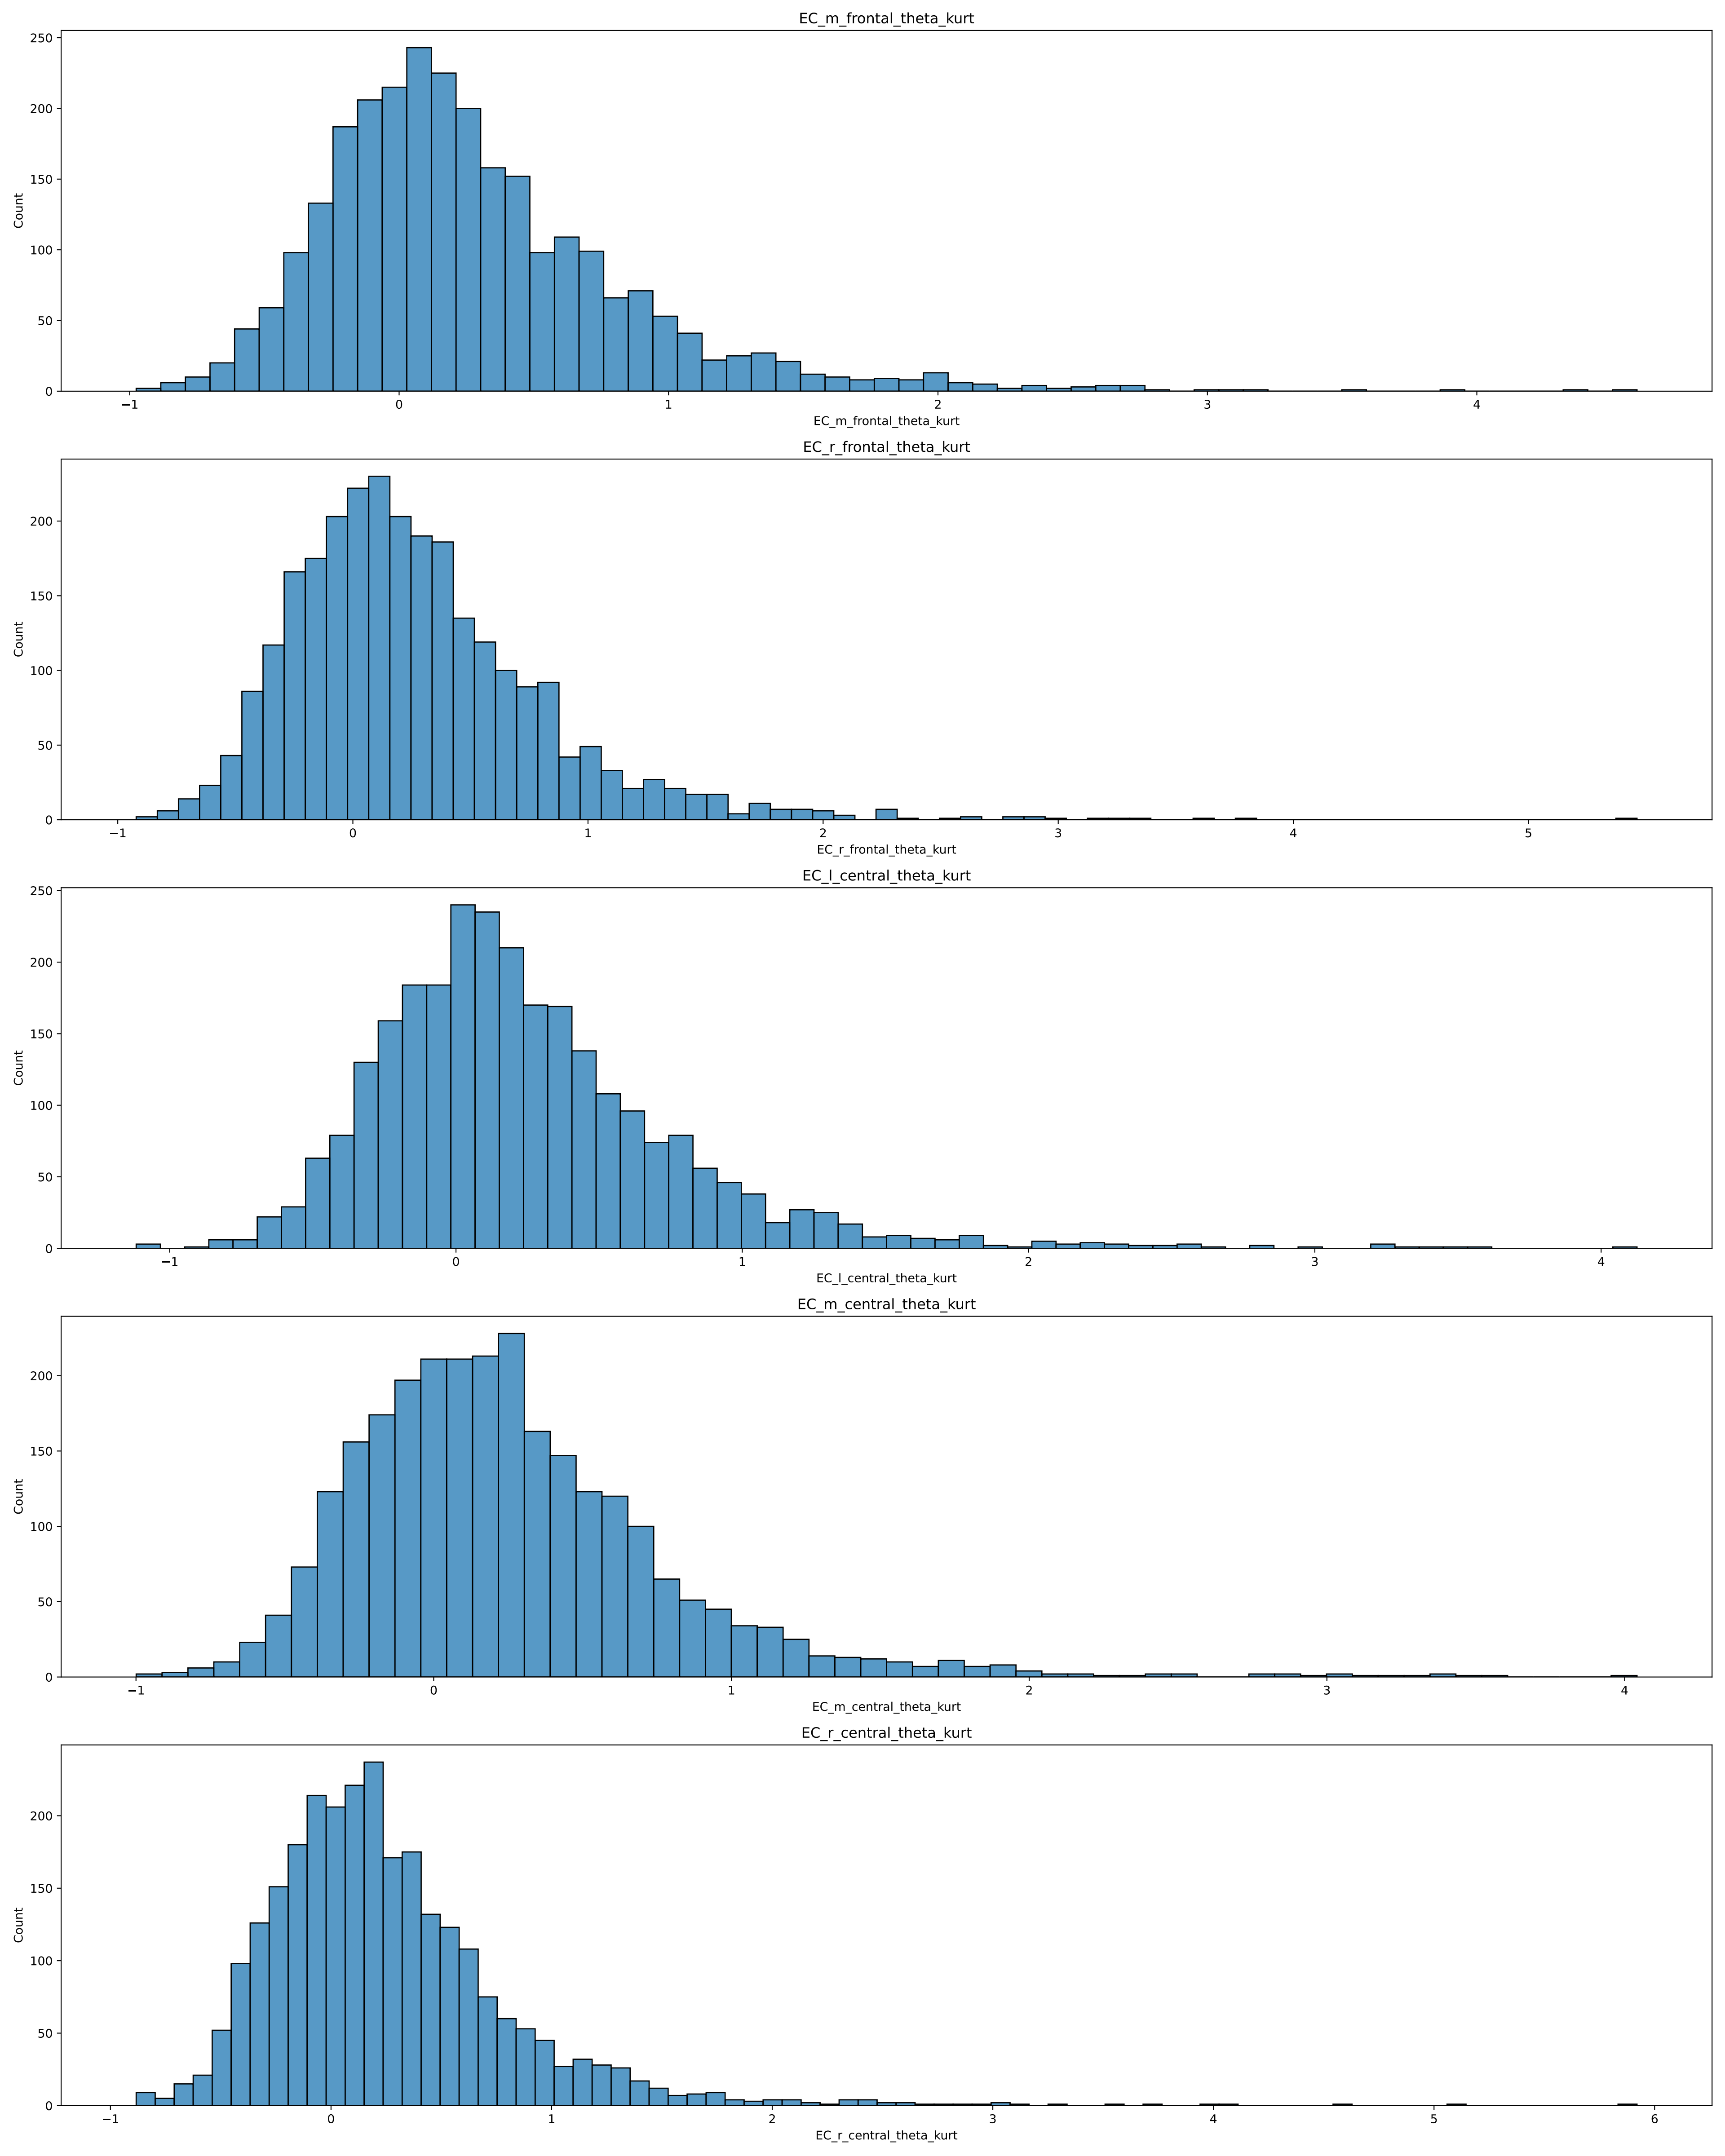 EC_m_frontal_theta_kurt
250
200
150
100
50
0
Count
−1 0 1 2 3 4
EC_m_frontal_theta_kurt
EC_r_frontal_theta_kurt
200
150
100
50
0
Count
−1 0 1 2 3 4 5
EC_r_frontal_theta_kurt
EC_l_central_theta_kurt
250
200
150
100
50
0
Count
−1 0 1 2 3 4
EC_l_central_theta_kurt
EC_m_central_theta_kurt
200
150
100
50
0
Count
−1 0 1 2 3 4
EC_m_central_theta_kurt
EC_r_central_theta_kurt
200
150
100
50
0
Count
−1 0 1 2 3 4 5 6
EC_r_central_theta_kurt